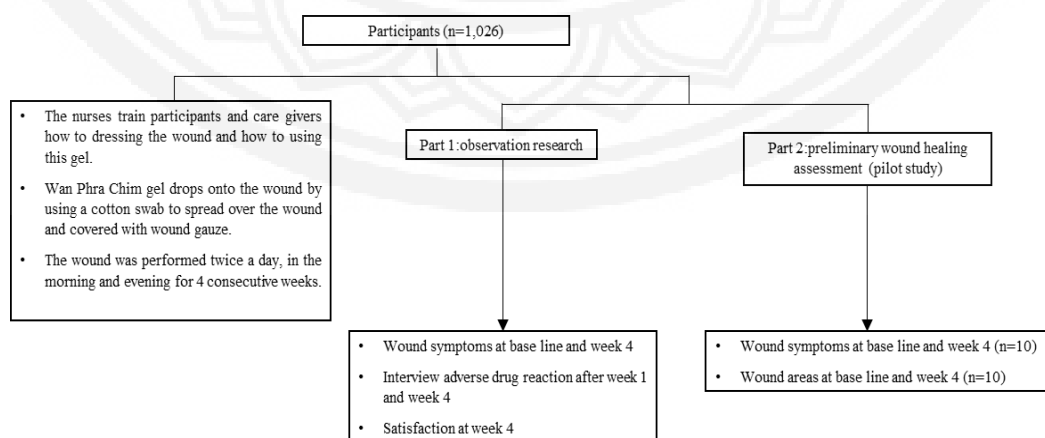 Participants (n=1,026)
• The nurses train participants and care givers
how to dressing the wound and how to using
this gel.
• Wan Phra Chim gel drops onto the wound by
using a cotton swab to spread over the wound
and covered with wound gauze.
• The wound was performed twice a day, in the
morning and evening for 4 consecutive weeks.
Part 1:observation research
Part 2:preliminary wound healing
assessment (pilot study)
• Wound symptoms at base line and week 4
• Interview adverse drug reaction after week 1
and week 4
• Satisfaction at week 4
• Wound symptoms at base line and week 4 (n=10)
• Wound areas at base line and week 4 (n=10)